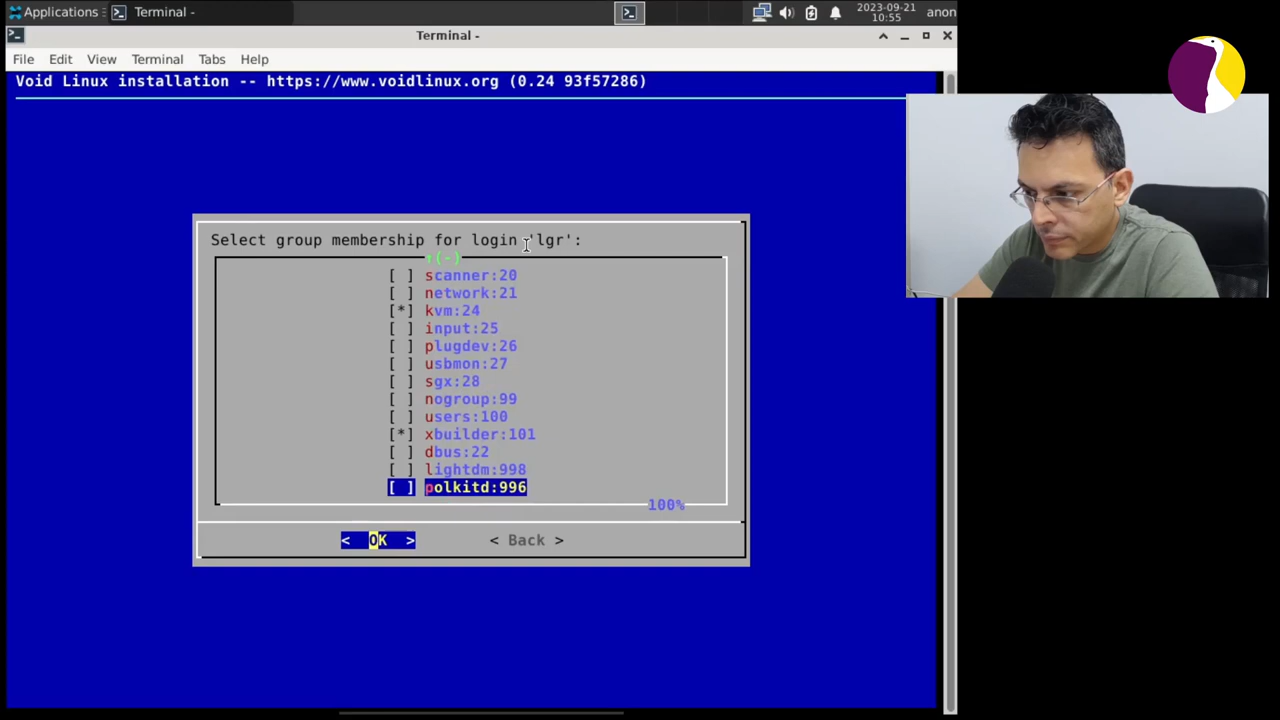 Applications
Terminal -
2023-09-21
10:55
anon
Terminal -
File Edit View Terminal Tabs Help
Void Linux installation -- https://www.voidlinux.org (0.24 93f57286)
Select group membership for login 'lgr':
↑(-)
[ ] scanner:20
[ ] network:21
[*] kvm:24
[ ] input:25
[ ] plugdev:26
[ ] usbmon:27
[ ] sgx:28
[ ] nogroup:99
[ ] users:100
[*] xbuilder:101
[ ] dbus:22
[ ] lightdm:998
[ ] polkitd:996
100%
< OK > < Back >